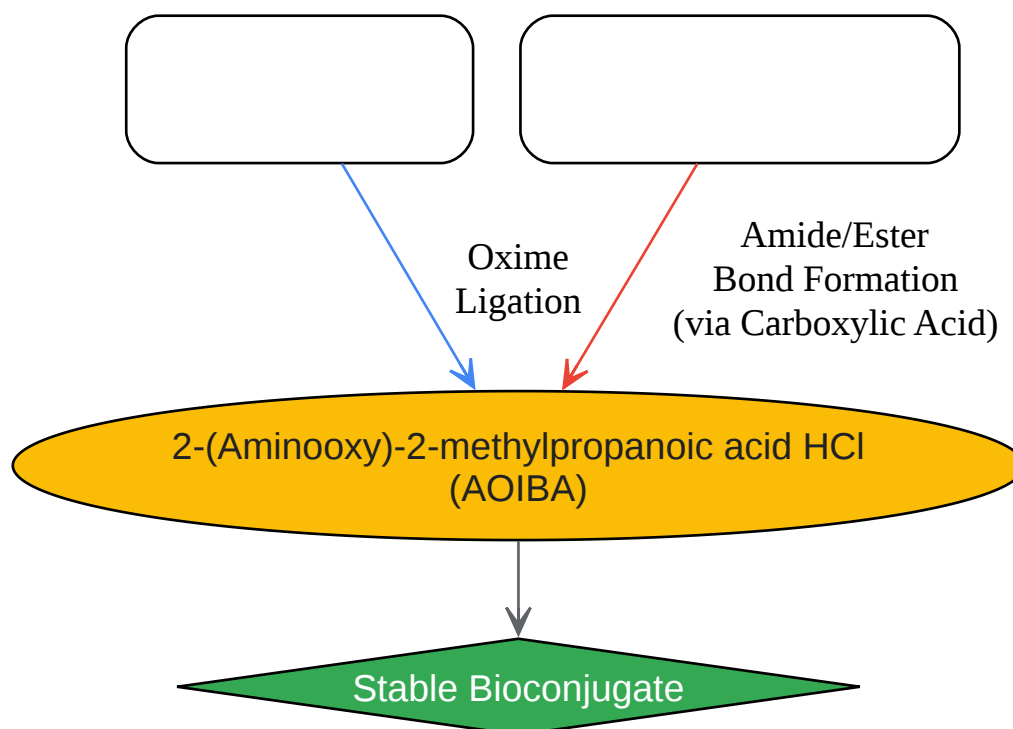 Oxime
Ligation
Amide/Ester
Bond Formation
(via Carboxylic Acid)
2-(Aminooxy)-2-methylpropanoic acid HCl
(AOIBA)
Stable Bioconjugate